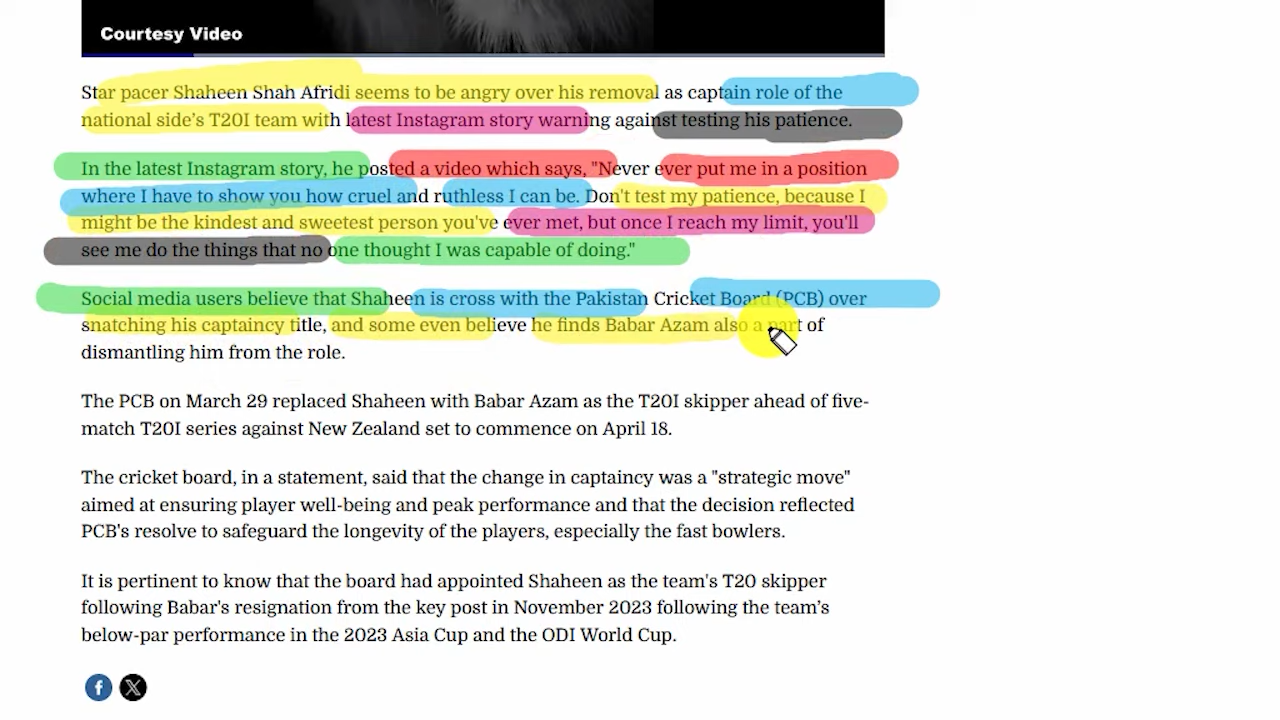 Courtesy Video
Star pacer Shaheen Shah Afridi seems to be angry over his removal as captain role of the
national side's T20I team with latest Instagram story warning against testing his patience.
In the latest Instagram story, he posted a video which says, "Never ever put me in a position
where I have to show you how cruel and ruthless I can be. Don't test my patience, because I
might be the kindest and sweetest person you've ever met, but once I reach my limit, you'll
see me do the things that no one thought I was capable of doing."
Social media users believe that Shaheen is cross with the Pakistan Cricket Board (PCB) over
snatching his captaincy title, and some even believe he finds Babar Azam also a part of
dismantling him from the role.
The PCB on March 29 replaced Shaheen with Babar Azam as the T20I skipper ahead of five-
match T20I series against New Zealand set to commence on April 18.
The cricket board, in a statement, said that the change in captaincy was a "strategic move"
aimed at ensuring player well-being and peak performance and that the decision reflected
PCB's resolve to safeguard the longevity of the players, especially the fast bowlers.
It is pertinent to know that the board had appointed Shaheen as the team's T20 skipper
following Babar's resignation from the key post in November 2023 following the team's
below-par performance in the 2023 Asia Cup and the ODI World Cup.